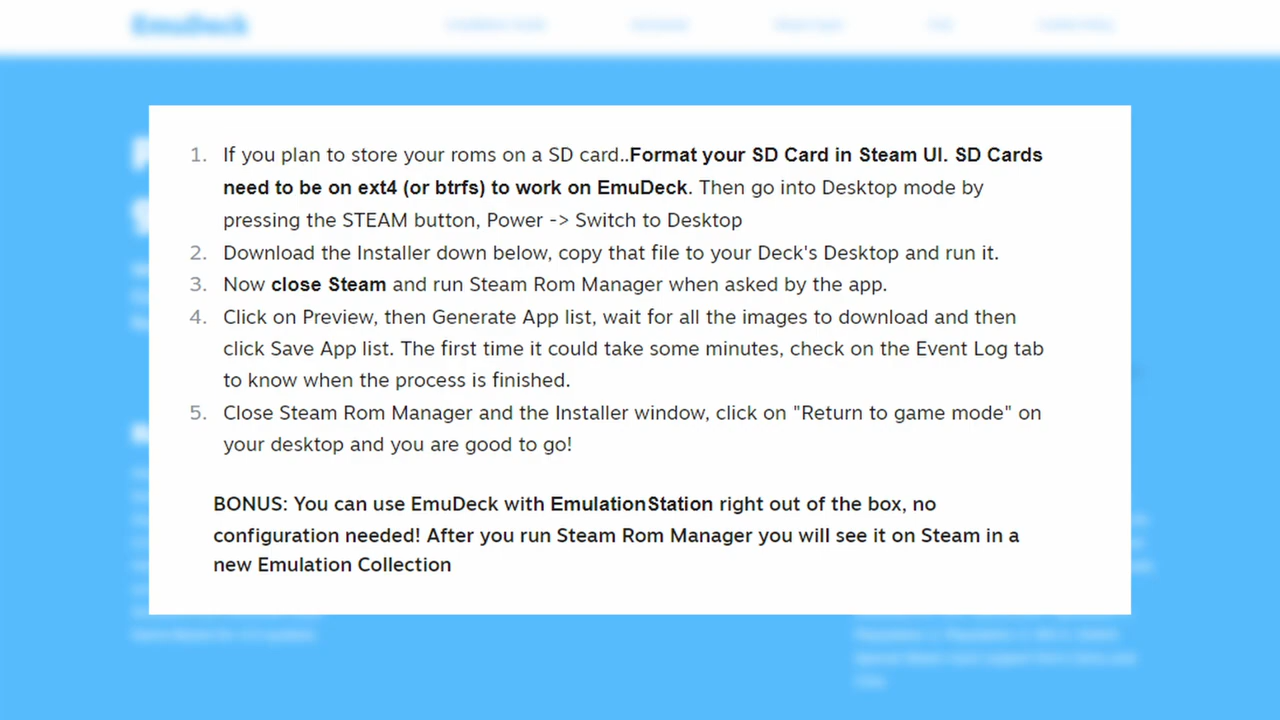 EmuDeck
1. If you plan to store your roms on a SD card..Format your SD Card in Steam UI. SD Cards
need to be on ext4 (or btrfs) to work on EmuDeck. Then go into Desktop mode by
pressing the STEAM button, Power -> Switch to Desktop
2. Download the Installer down below, copy that file to your Deck's Desktop and run it.
3. Now close Steam and run Steam Rom Manager when asked by the app.
4. Click on Preview, then Generate App list, wait for all the images to download and then
click Save App list. The first time it could take some minutes, check on the Event Log tab
to know when the process is finished.
5. Close Steam Rom Manager and the Installer window, click on "Return to game mode" on
your desktop and you are good to go!
BONUS: You can use EmuDeck with EmulationStation right out of the box, no
configuration needed! After you run Steam Rom Manager you will see it on Steam in a
new Emulation Collection